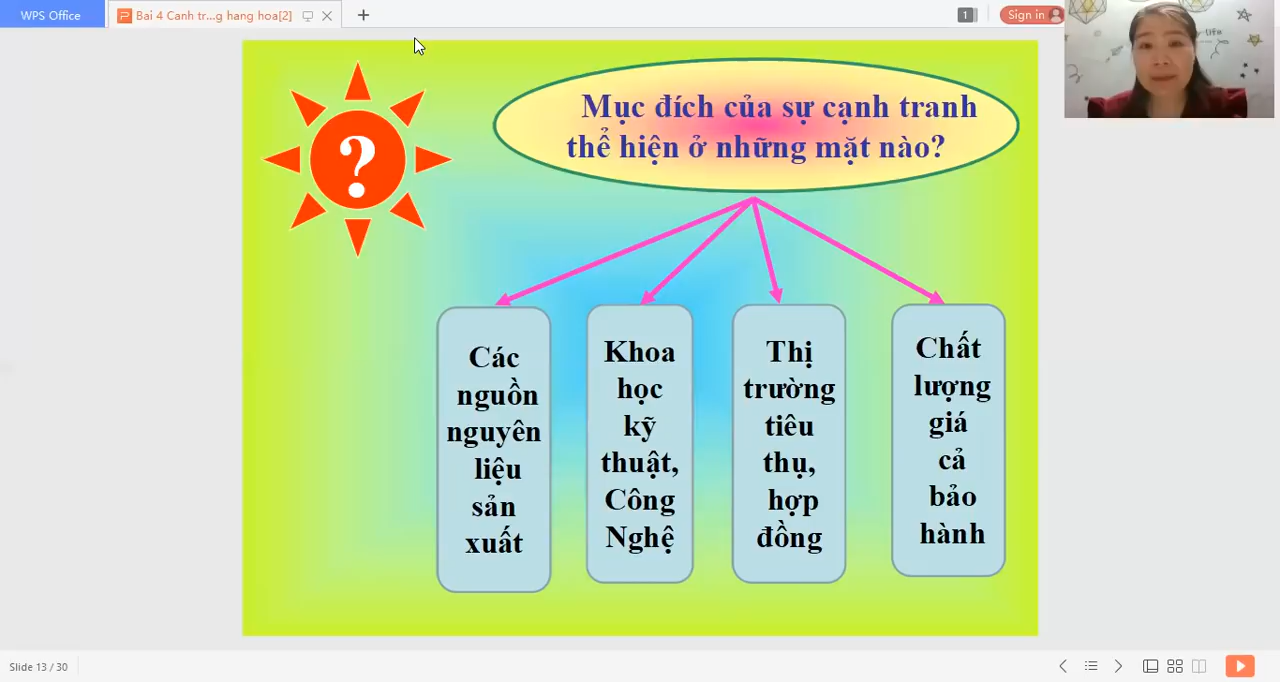 WPS Office
Bai 4 Canh tr...g hang hoa[2]
1
Sign in
?
Mục đích của sự cạnh tranh
thể hiện ở những mặt nào?
Các
nguồn
nguyên
liệu
sản
xuất
Khoa
học
kỹ
thuật,
Công
Nghệ
Thị
trường
tiêu
thụ,
hợp
đồng
Chất
lượng
giá
cả
bảo
hành
Slide 13 / 30